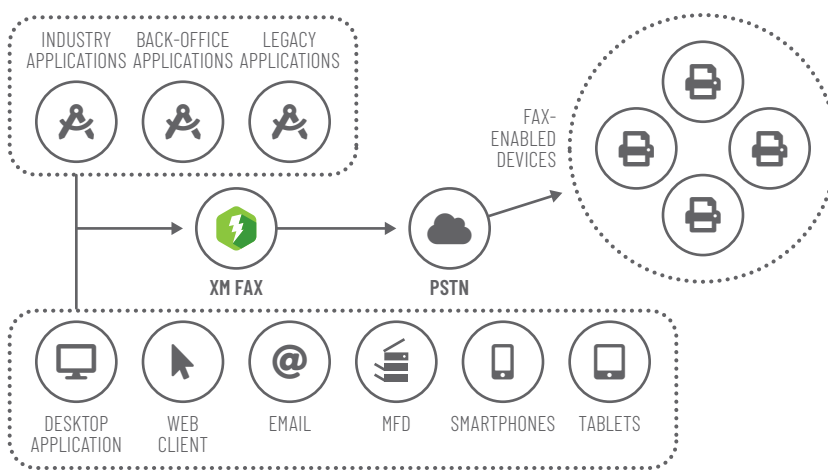 INDUSTRY
APPLICATIONS
BACK-OFFICE
APPLICATIONS
LEGACY
APPLICATIONS
FAX-
ENABLED
DEVICES
XM FAX
PSTN
DESKTOP
APPLICATION
WEB
CLIENT
EMAIL
MFD
SMARTPHONES
TABLETS